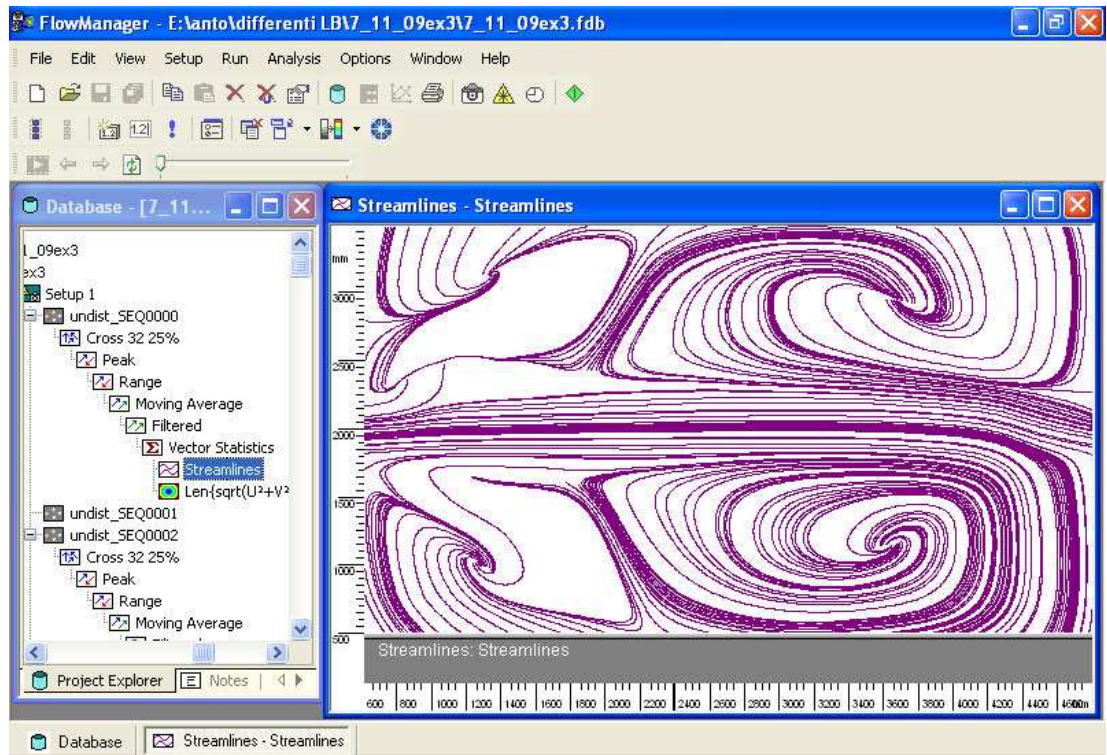 FlowManager - E:\anto\differenti LB\7_11_09ex3\7_11_09ex3.fdb
File Edit View Setup Run Analysis Options Window Help
Database - [7_11...
1_09ex3
ex3
Setup 1
undist_SEQ0000
Cross 32 25%
Peak
Range
Moving Average
Filtered
Vector Statistics
Streamlines
Len{sqrt(U²+V²
undist_SEQ0001
undist_SEQ0002
Cross 32 25%
Peak
Range
Moving Average
Project Explorer Notes
Streamlines - Streamlines
mm
3000
2500
2000
1500
1000
500
Streamlines: Streamlines
600 800 1000 1200 1400 1600 1800 2000 2200 2400 2600 2800 3000 3200 3400 3600 3800 4000 4200 4400
Database Streamlines - Streamlines